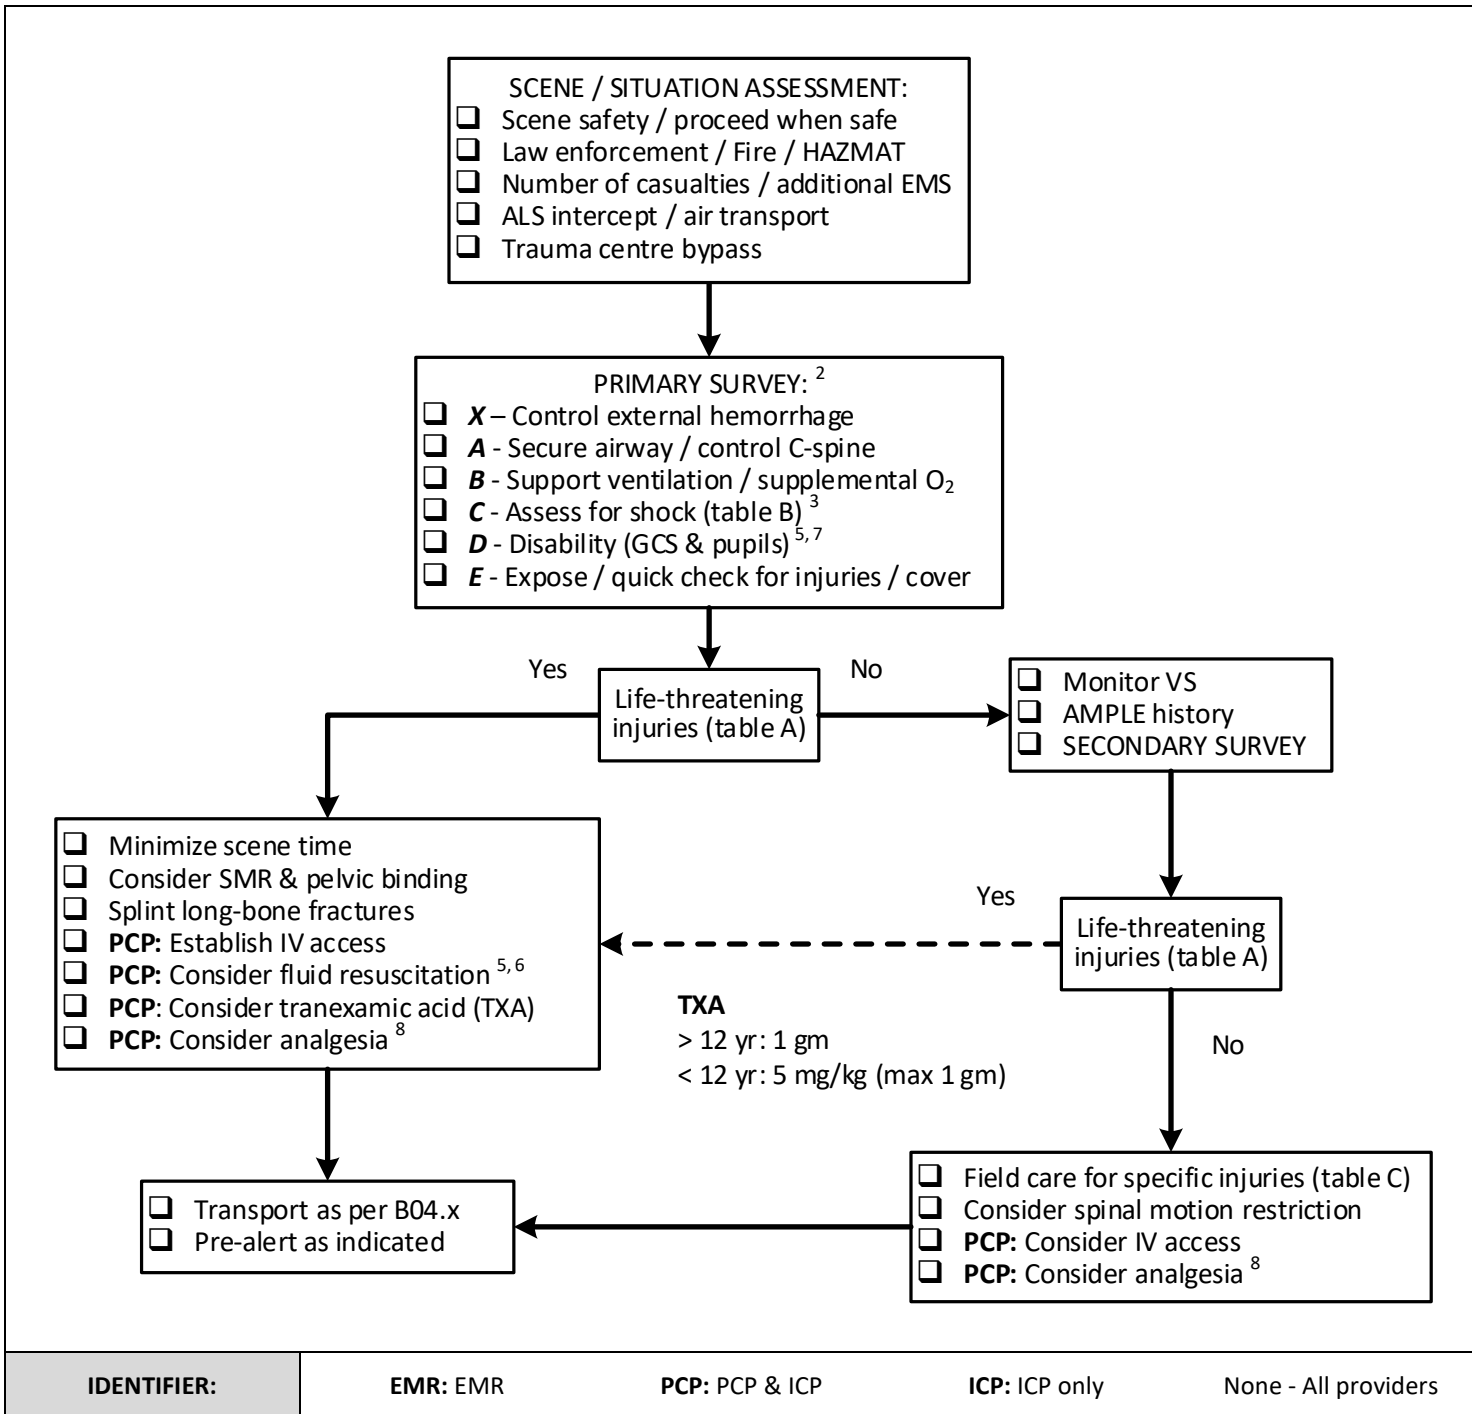 SCENE / SITUATION ASSESSMENT:
❑ Scene safety / proceed when safe
❑ Law enforcement / Fire / HAZMAT
❑ Number of casualties / additional EMS
❑ ALS intercept / air transport
❑ Trauma centre bypass
PRIMARY SURVEY: 2
❑ X – Control external hemorrhage
❑ A - Secure airway / control C-spine
❑ B - Support ventilation / supplemental O2
❑ C - Assess for shock (table B) 3
❑ D - Disability (GCS & pupils) 5, 7
❑ E - Expose / quick check for injuries / cover
Yes
No
Life-threatening
injuries (table A)
❑ Monitor VS
❑ AMPLE history
❑ SECONDARY SURVEY
❑ Minimize scene time
❑ Consider SMR & pelvic binding
❑ Splint long-bone fractures
❑ PCP: Establish IV access
❑ PCP: Consider fluid resuscitation 5, 6
❑ PCP: Consider tranexamic acid (TXA)
❑ PCP: Consider analgesia 8
Yes
Life-threatening
injuries (table A)
TXA
> 12 yr: 1 gm
< 12 yr: 5 mg/kg (max 1 gm)
No
❑ Transport as per B04.x
❑ Pre-alert as indicated
❑ Field care for specific injuries (table C)
❑ Consider spinal motion restriction
❑ PCP: Consider IV access
❑ PCP: Consider analgesia 8
IDENTIFIER: EMR: EMR PCP: PCP & ICP ICP: ICP only None - All providers